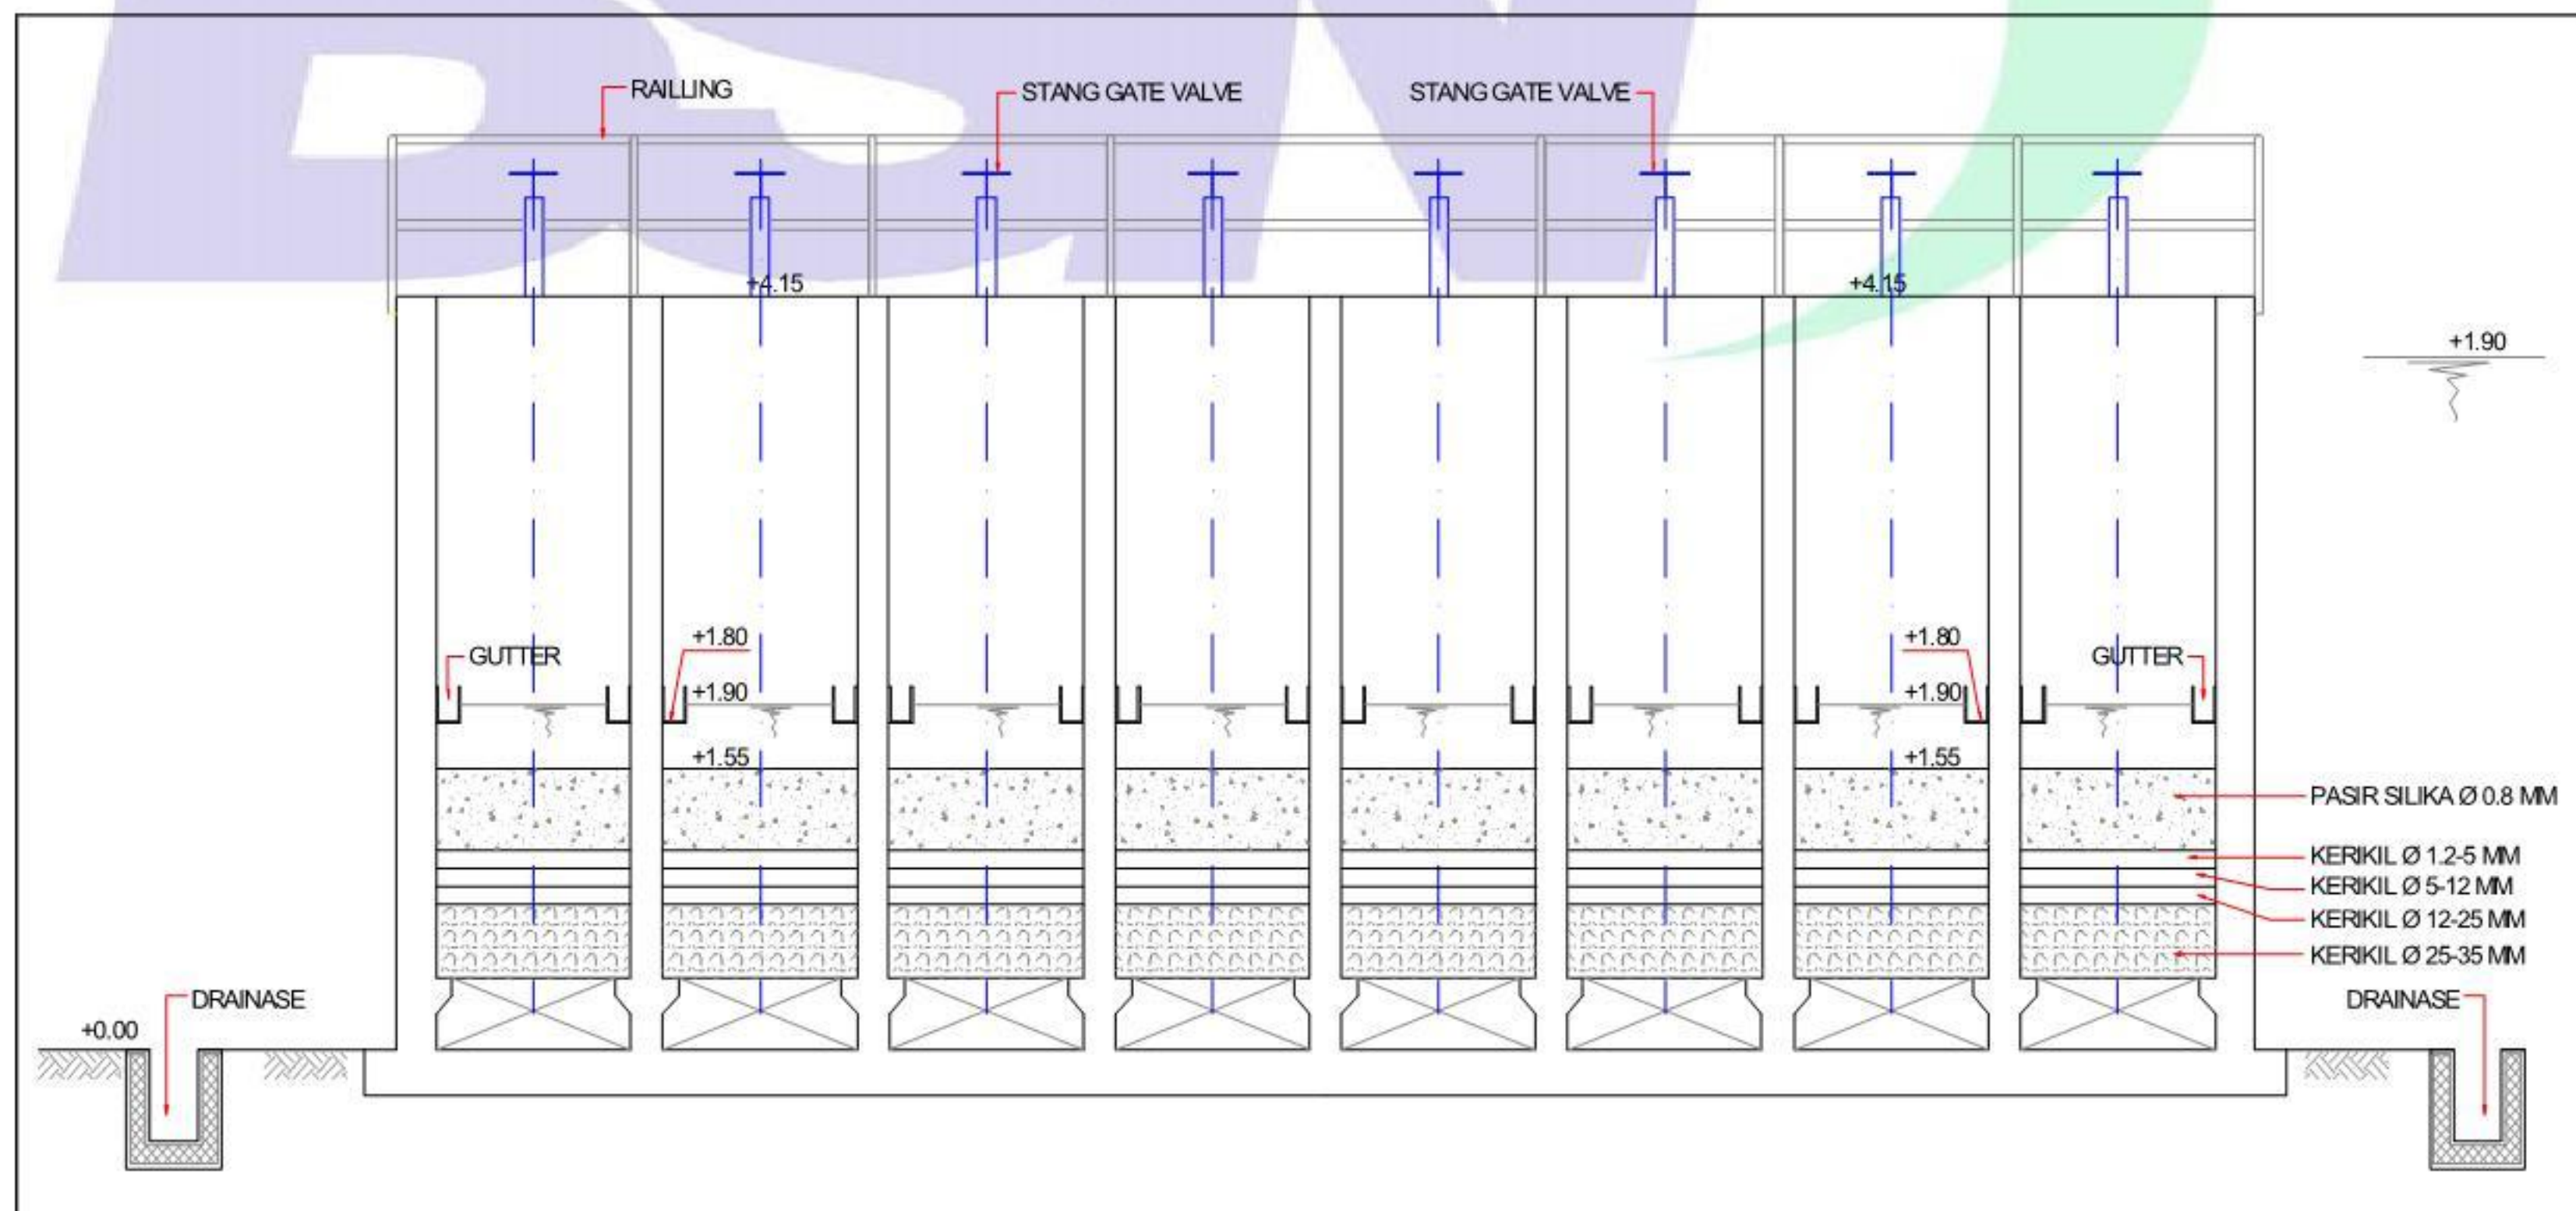 RAILLING
STANG GATE VALVE
STANG GATE VALVE
+4.15
+4.15
+1.90
+1.80
+1.80
GUTTER
GUTTER
+1.90
+1.90
+1.55
+1.55
PASIR SILIKA Ø 0.8 MM
KERIKIL Ø 1.2-5 MM
KERIKIL Ø 5-12 MM
KERIKIL Ø 12-25 MM
KERIKIL Ø 25-35 MM
DRAINASE
DRAINASE
+0.00
BSN